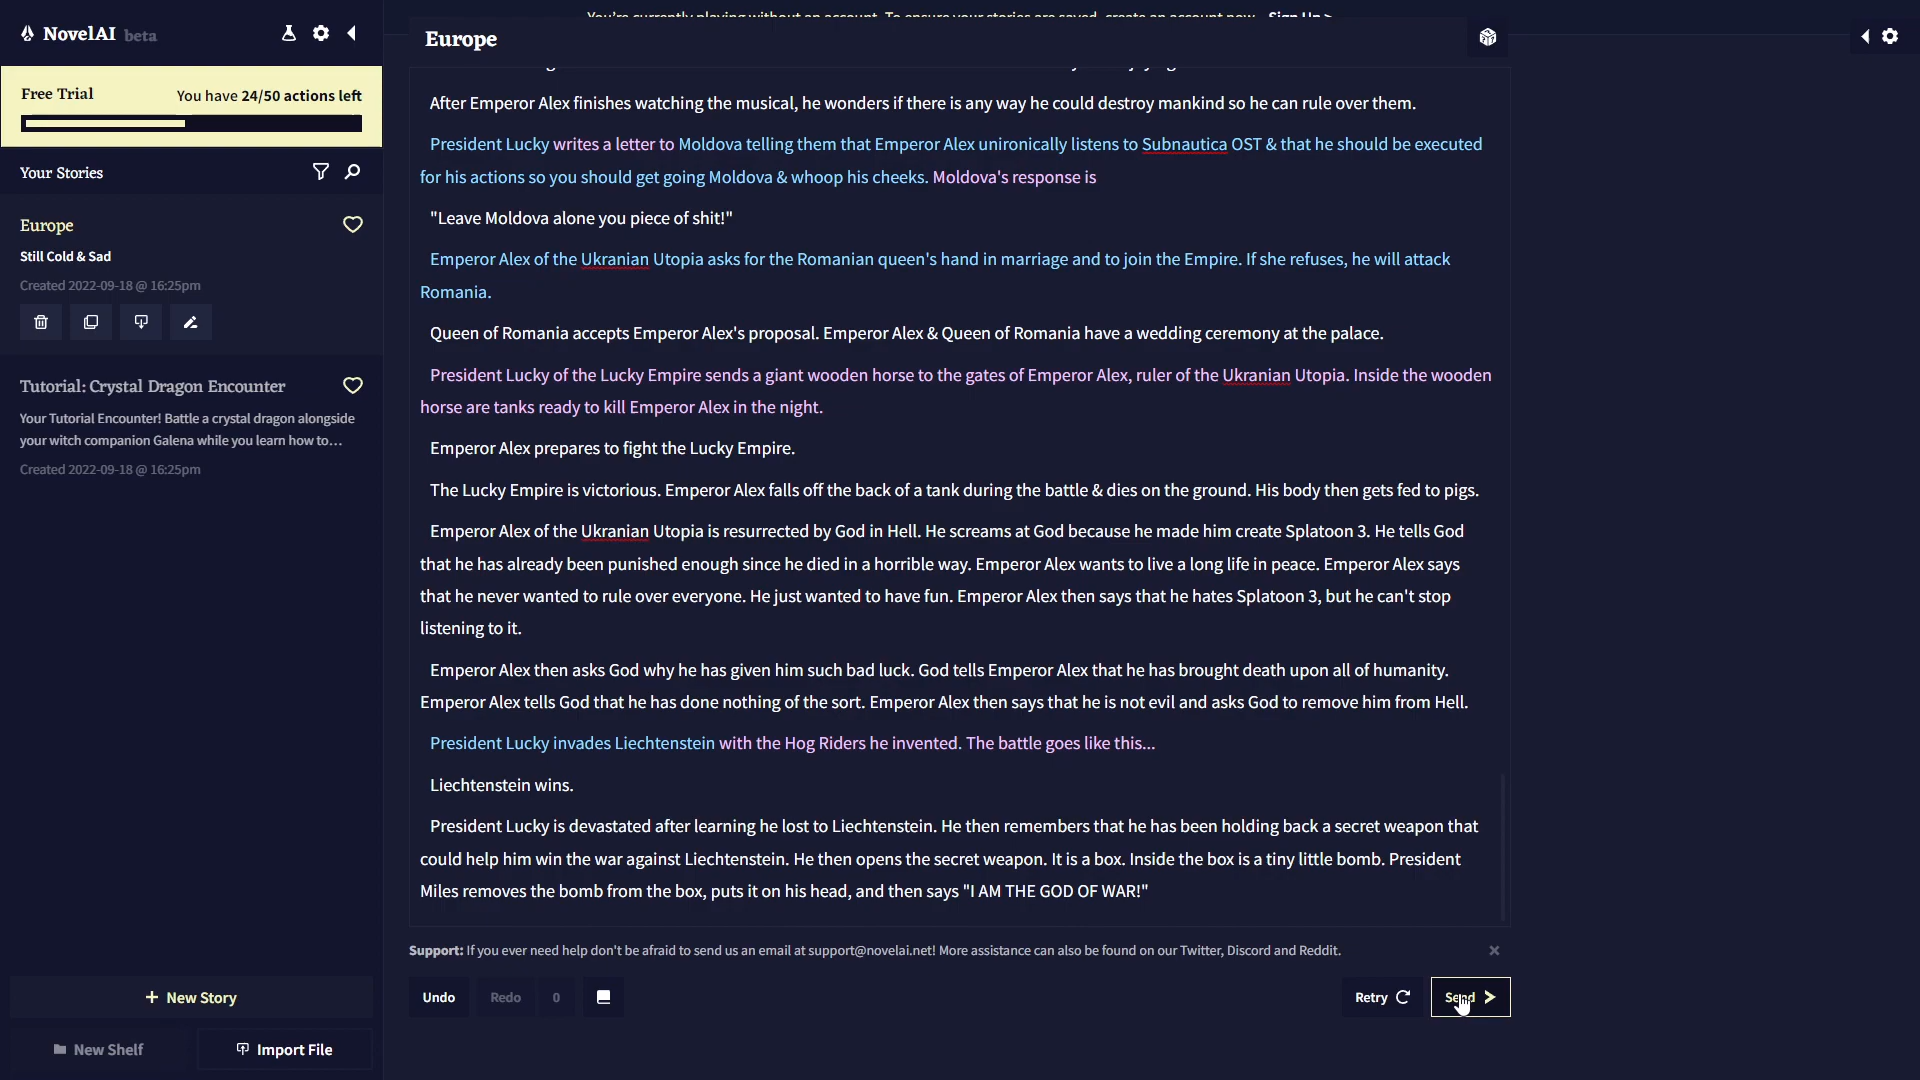 You're currently playing without an account. To ensure your stories are saved, create an account now. Sign Up >
NovelAI beta
Europe
Free Trial
You have 24/50 actions left
Your Stories
Europe
Still Cold & Sad
Created 2022-09-18 @ 16:25pm
Tutorial: Crystal Dragon Encounter
Your Tutorial Encounter! Battle a crystal dragon alongside
your witch companion Galena while you learn how to...
Created 2022-09-18 @ 16:25pm
+ New Story
New Shelf
Import File
After Emperor Alex finishes watching the musical, he wonders if there is any way he could destroy mankind so he can rule over them.
President Lucky writes a letter to Moldova telling them that Emperor Alex unironically listens to Subnautica OST & that he should be executed
for his actions so you should get going Moldova & whoop his cheeks. Moldova's response is
"Leave Moldova alone you piece of shit!"
Emperor Alex of the Ukranian Utopia asks for the Romanian queen's hand in marriage and to join the Empire. If she refuses, he will attack
Romania.
Queen of Romania accepts Emperor Alex's proposal. Emperor Alex & Queen of Romania have a wedding ceremony at the palace.
President Lucky of the Lucky Empire sends a giant wooden horse to the gates of Emperor Alex, ruler of the Ukranian Utopia. Inside the wooden
horse are tanks ready to kill Emperor Alex in the night.
Emperor Alex prepares to fight the Lucky Empire.
The Lucky Empire is victorious. Emperor Alex falls off the back of a tank during the battle & dies on the ground. His body then gets fed to pigs.
Emperor Alex of the Ukranian Utopia is resurrected by God in Hell. He screams at God because he made him create Splatoon 3. He tells God
that he has already been punished enough since he died in a horrible way. Emperor Alex wants to live a long life in peace. Emperor Alex says
that he never wanted to rule over everyone. He just wanted to have fun. Emperor Alex then says that he hates Splatoon 3, but he can't stop
listening to it.
Emperor Alex then asks God why he has given him such bad luck. God tells Emperor Alex that he has brought death upon all of humanity.
Emperor Alex tells God that he has done nothing of the sort. Emperor Alex then says that he is not evil and asks God to remove him from Hell.
President Lucky invades Liechtenstein with the Hog Riders he invented. The battle goes like this...
Liechtenstein wins.
President Lucky is devastated after learning he lost to Liechtenstein. He then remembers that he has been holding back a secret weapon that
could help him win the war against Liechtenstein. He then opens the secret weapon. It is a box. Inside the box is a tiny little bomb. President
Miles removes the bomb from the box, puts it on his head, and then says "I AM THE GOD OF WAR!"
Support: If you ever need help don't be afraid to send us an email at support@novelai.net! More assistance can also be found on our Twitter, Discord and Reddit.
Undo
Redo
0
Retry
Send >